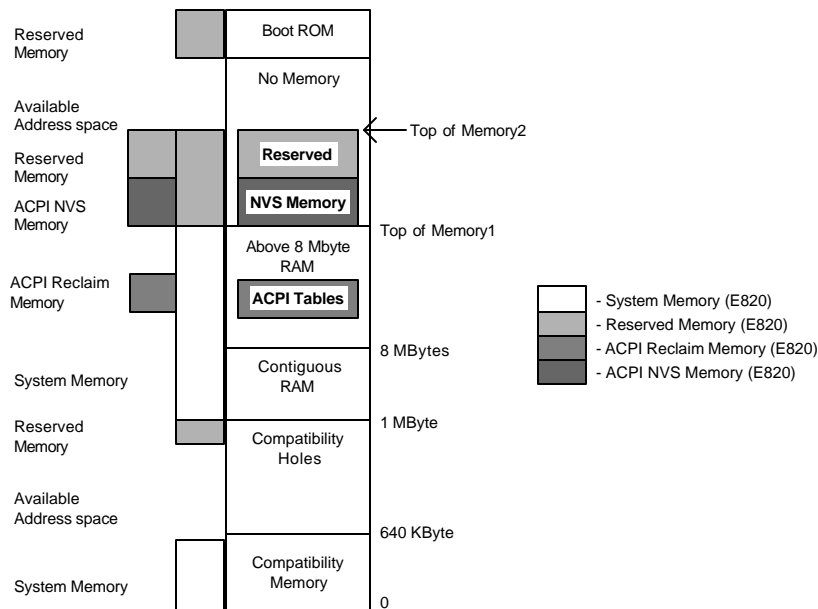 Reserved
Memory
Available
Address space
Reserved
Memory
ACPI NVS
Memory
ACPI Reclaim
Memory
System Memory
Reserved
Memory
Available
Address space
System Memory
Boot ROM
No Memory
Reserved
NVS Memory
Above 8 Mbyte
RAM
ACPI Tables
Contiguous
RAM
Compatibility
Holes
Compatibility
Memory
Top of Memory2
Top of Memory1
8 MBytes
1 MByte
640 KByte
0
- System Memory (E820)
- Reserved Memory (E820)
- ACPI Reclaim Memory (E820)
- ACPI NVS Memory (E820)